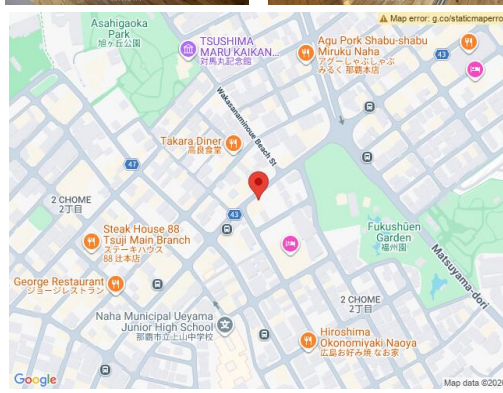 Map error: g.co/staticmaperro
Asahigaoka
Park
旭ヶ丘公園
TSUSHIMA
MARU KAIKAN...
対馬丸記念館
Agu Pork Shabu-shabu
Miruku Naha
アグーしゃぶしゃぶ
みるく 那覇本店
43
Wakasanaminoue Beach St
Takara Diner
高良食堂
47
2 CHOME
2丁目
43
Steak House 88
Tsuji Main Branch
ステーキハウス
88 辻本店
Fukushūen
Garden
福州園
Matsuyama-dori
George Restaurant
ジョージレストラン
2 CHOME
2丁目
Naha Municipal Ueyama
Junior High School
那覇市立上山中学校
Hiroshima
Okonomiyaki Naoya
広島お好み焼 なお家
Google
Map data ©2026